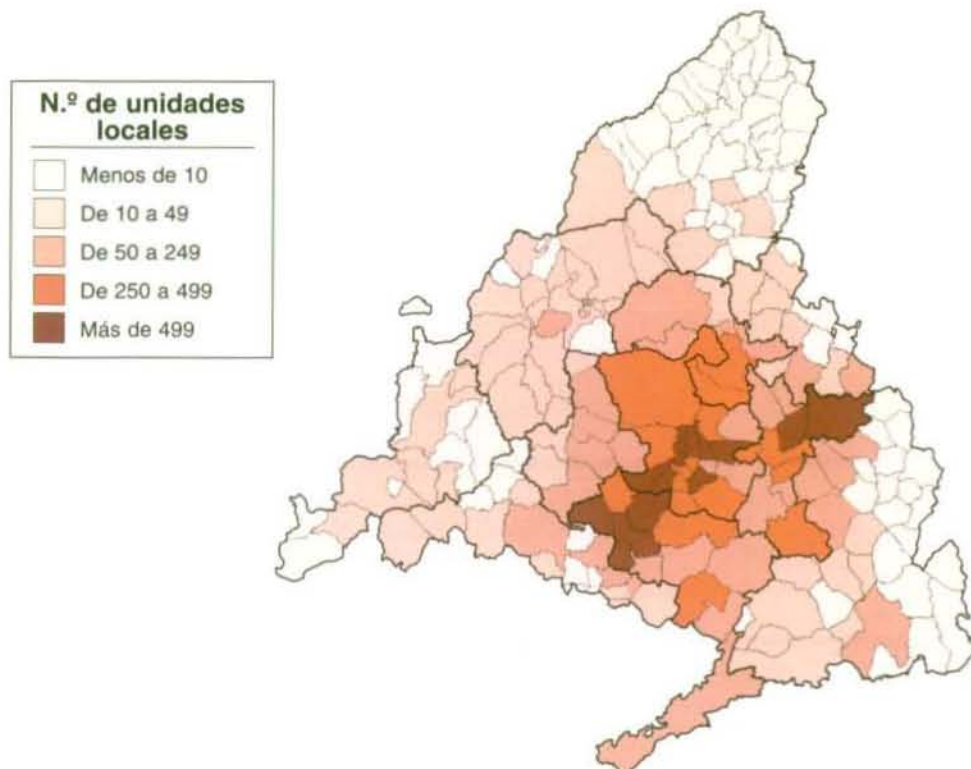 N.º de unidades
locales
Menos de 10
De 10 a 49
De 50 a 249
De 250 a 499
Más de 499